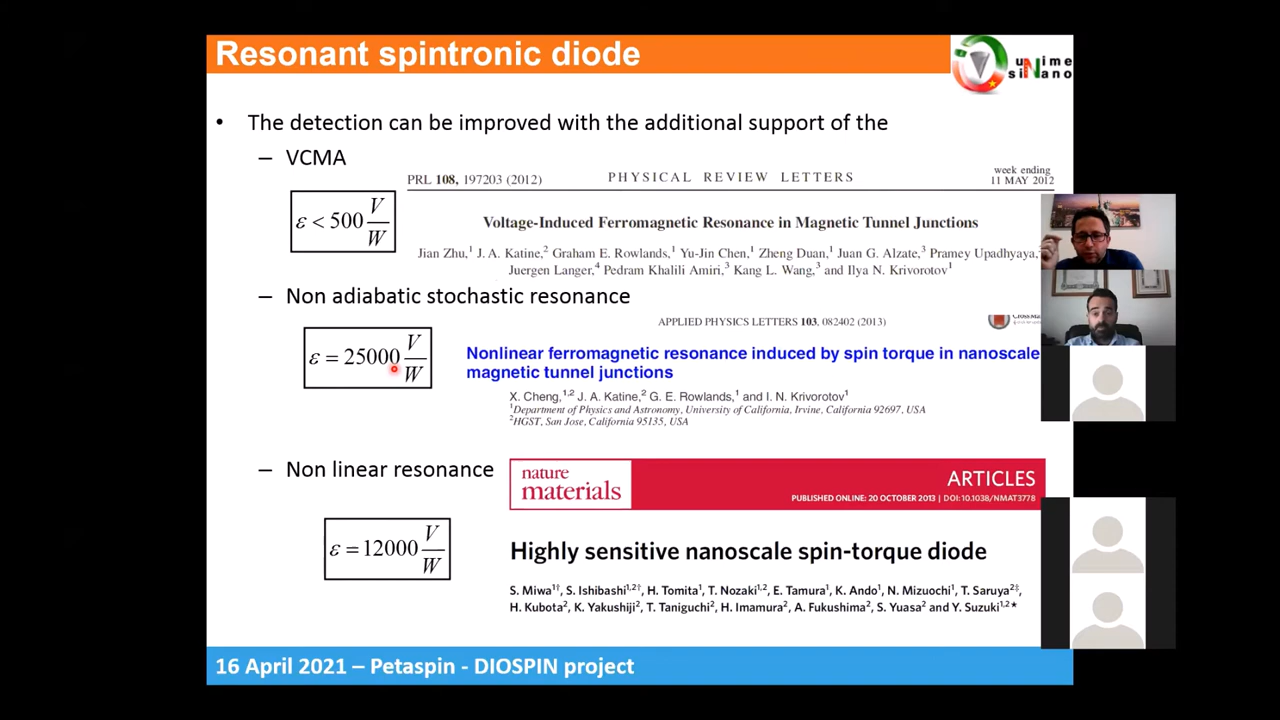 Resonant spintronic diode
uNime
siNano
• The detection can be improved with the additional support of the
– VCMA
PRL 108, 197203 (2012)
PHYSICAL REVIEW LETTERS
week ending
11 MAY 2012
ε < 500 V/W
Voltage-Induced Ferromagnetic Resonance in Magnetic Tunnel Junctions
Jian Zhu,1 J. A. Katine,2 Graham E. Rowlands,1 Yu-Jin Chen,1 Zheng Duan,1 Juan G. Alzate,3 Pramey Upadhyaya,
Juergen Langer,4 Pedram Khalili Amiri,3 Kang L. Wang,3 and Ilya N. Krivorotov1
– Non adiabatic stochastic resonance
APPLIED PHYSICS LETTERS 103, 082402 (2013)
ε = 25000 V/W
Nonlinear ferromagnetic resonance induced by spin torque in nanoscale
magnetic tunnel junctions
X. Cheng,1,2 J. A. Katine,2 G. E. Rowlands,1 and I. N. Krivorotov1
1Department of Physics and Astronomy, University of California, Irvine, California 92697, USA
2HGST, San Jose, California 95135, USA
– Non linear resonance
nature
materials
ARTICLES
PUBLISHED ONLINE: 20 OCTOBER 2013 | DOI: 10.1038/NMAT3778
ε = 12000 V/W
Highly sensitive nanoscale spin-torque diode
S. Miwa1†, S. Ishibashi1,2†, H. Tomita1, T. Nozaki1,2, E. Tamura1, K. Ando1, N. Mizuochi1, T. Saruya2‡,
H. Kubota2, K. Yakushiji2, T. Taniguchi2, H. Imamura2, A. Fukushima2, S. Yuasa2 and Y. Suzuki1,2★
16 April 2021 – Petaspin - DIOSPIN project